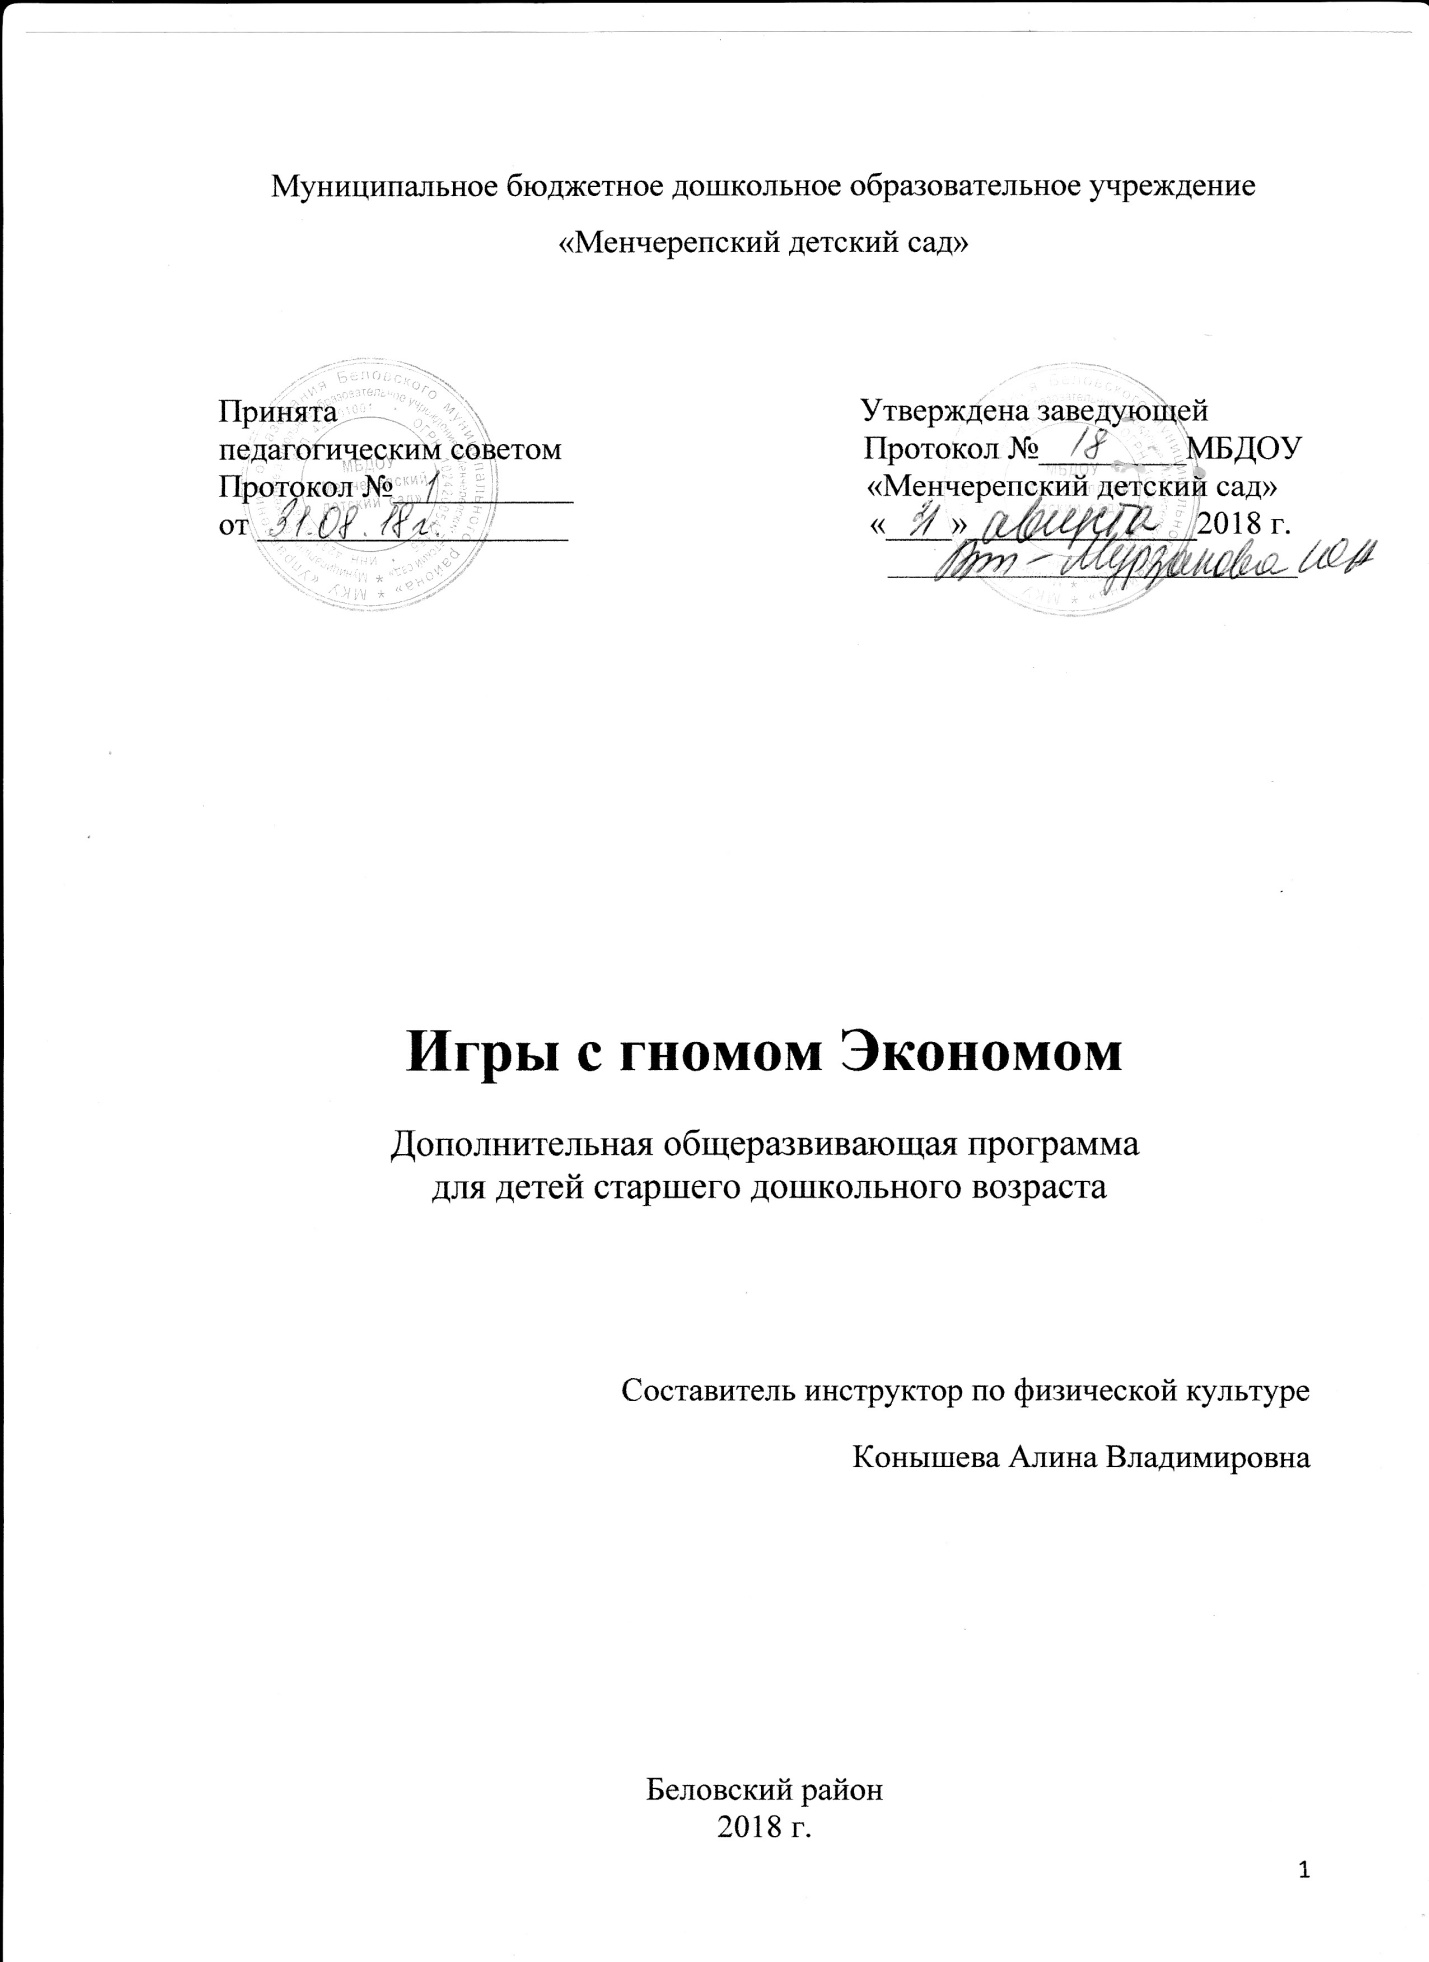 Муниципальное бюджетное дошкольное образовательное учреждение
«Менчерепский детский сад»
Принята
педагогическим советом
Протокол № 1
от 31.08.18 г.
Утверждена заведующей
Протокол № 18 МБДОУ
«Менчерепский детский сад»
«31» августа 2018 г.
Мурзанова
Игры с гномом Экономом
Дополнительная общеразвивающая программа
для детей старшего дошкольного возраста
Составитель инструктор по физической культуре
Конышева Алина Владимировна
Беловский район
2018 г.
1